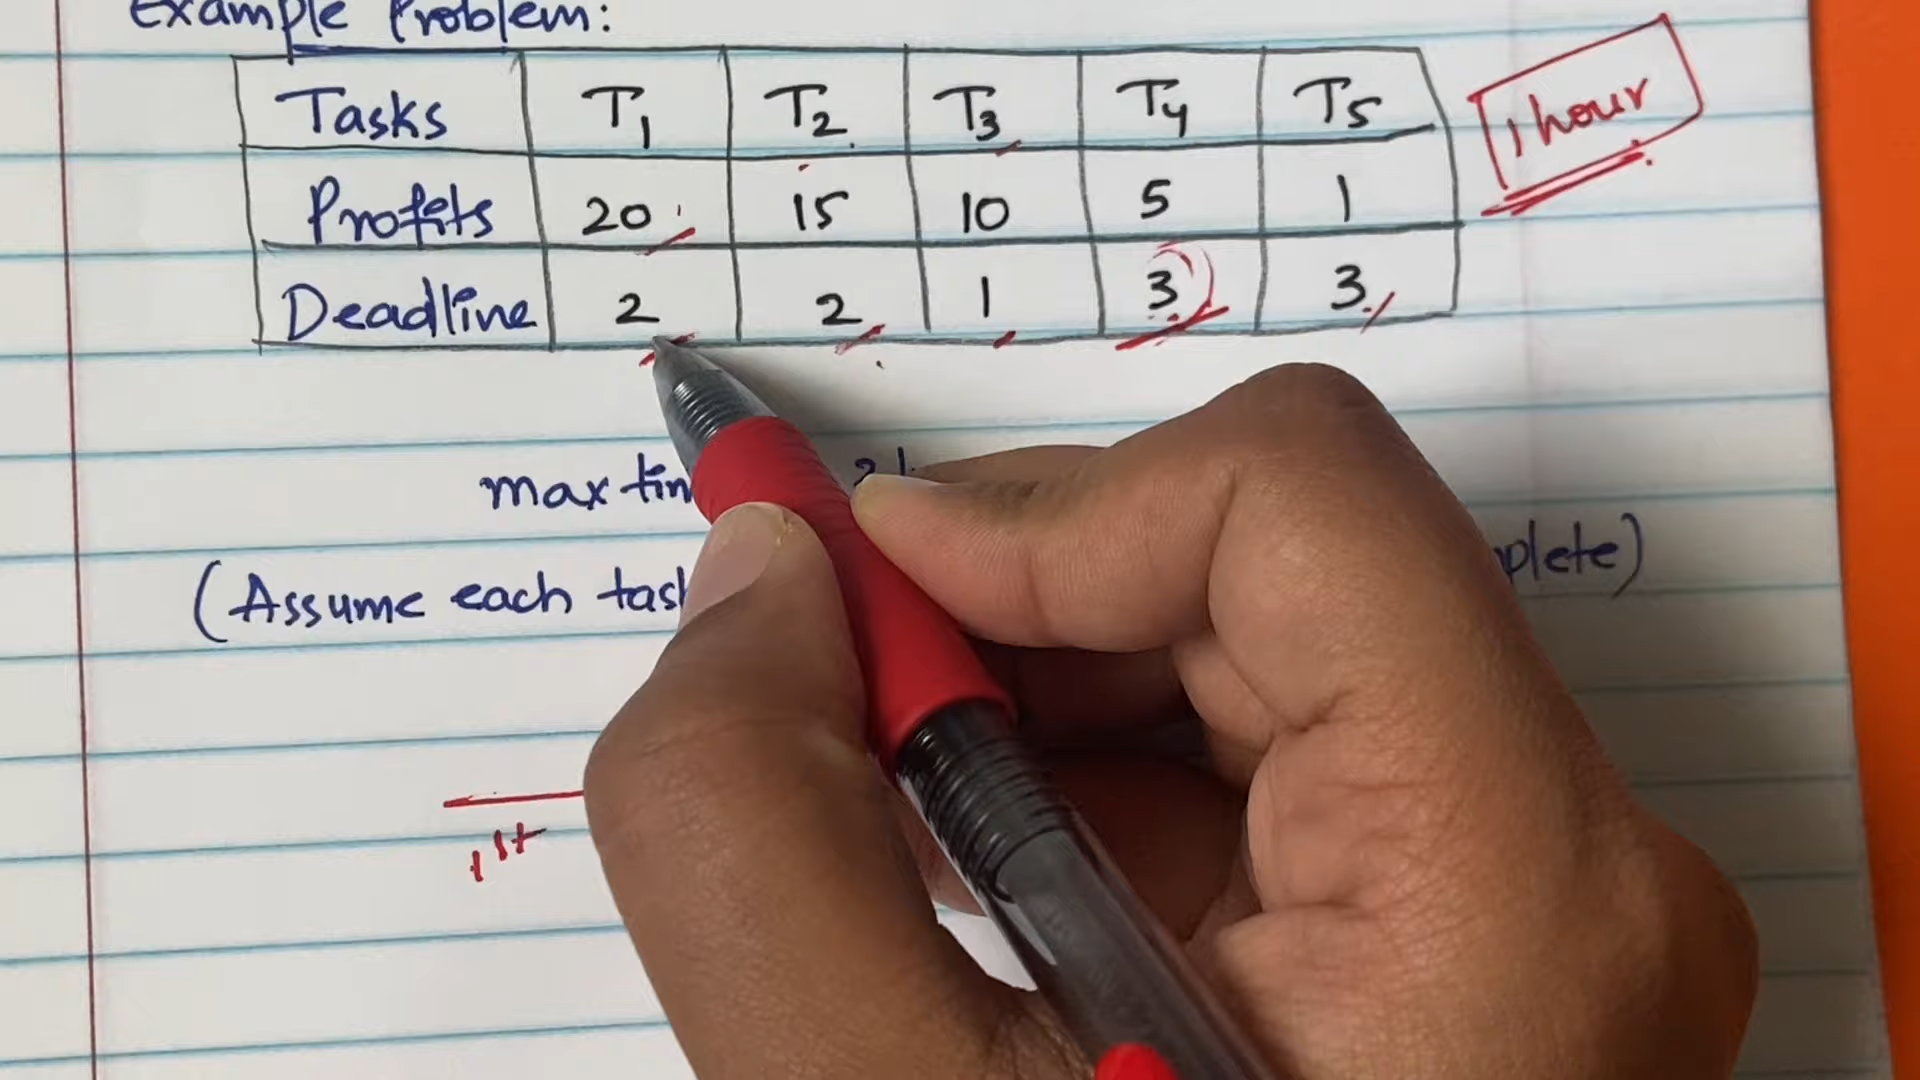 Example Problem:
Tasks T1 T2 T3 T4 T5
Profits 20 15 10 5 1
Deadline 2 2 1 3 3
1 hour
max
(Assume each
1st